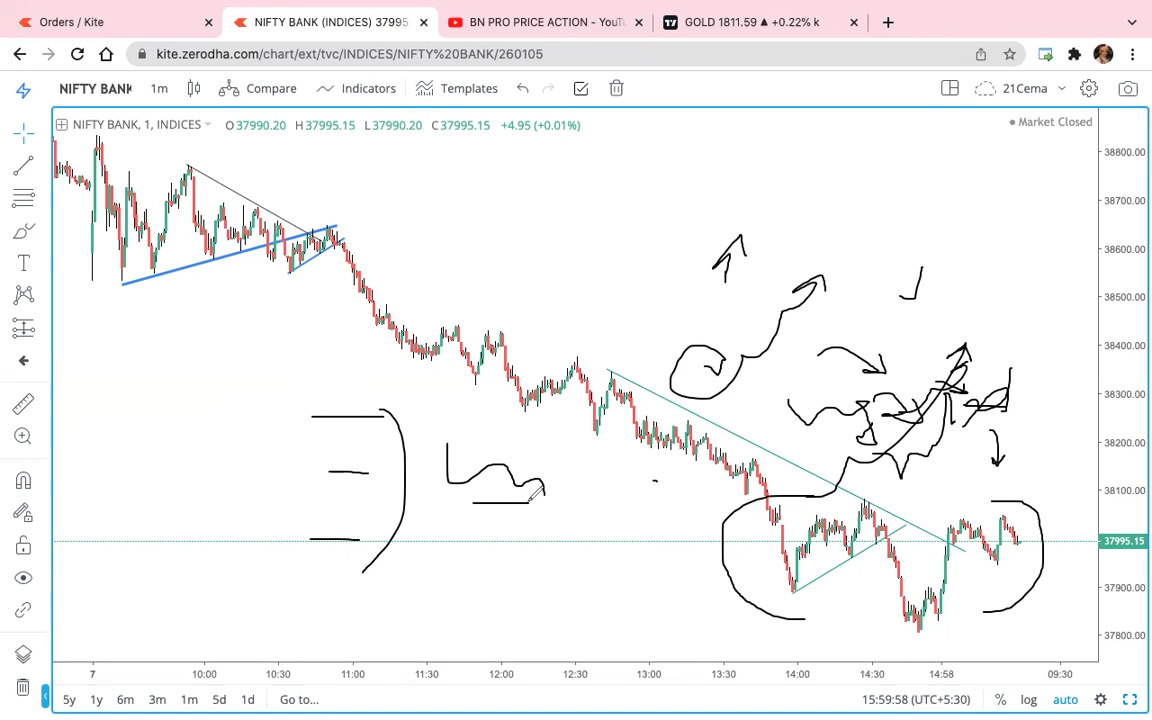 Orders / Kite
NIFTY BANK (INDICES) 37995
BN PRO PRICE ACTION - YouTu
GOLD 1811.59 ▲ +0.22% k
kite.zerodha.com/chart/ext/tvc/INDICES/NIFTY%20BANK/260105
NIFTY BANK 1m Compare Indicators Templates 21Cema
NIFTY BANK, 1, INDICES O37990.20 H37995.15 L37990.20 C37995.15 +4.95 (+0.01%)
Market Closed
38800.00
38700.00
38600.00
38500.00
38400.00
38300.00
38200.00
38100.00
37995.15
37900.00
37800.00
7 10:00 10:30 11:00 11:30 12:00 12:30 13:00 13:30 14:00 14:30 14:58 09:30
5y 1y 6m 3m 1m 5d 1d Go to... 15:59:58 (UTC+5:30) % log auto